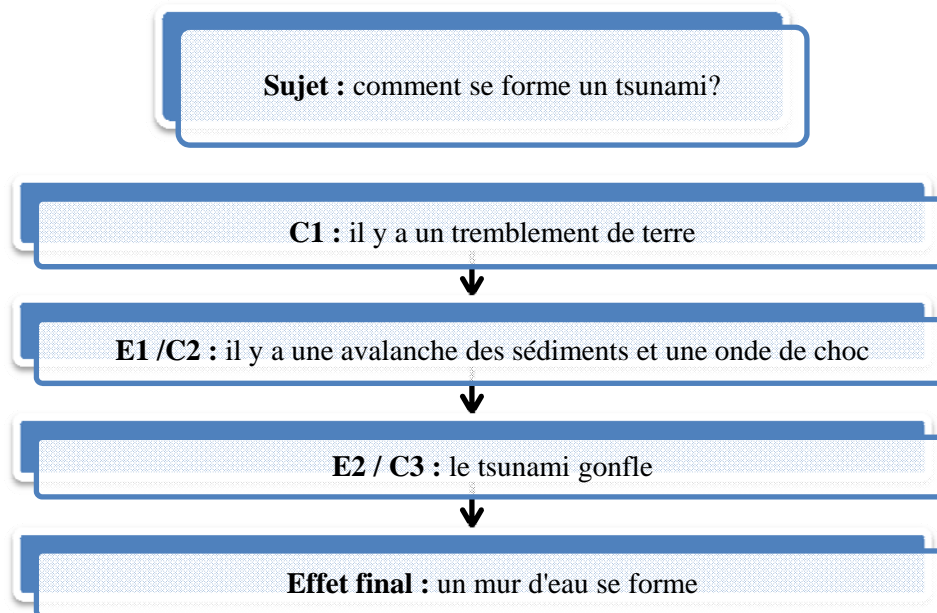 Sujet : comment se forme un tsunami?
C1 : il y a un tremblement de terre
E1 /C2 : il y a une avalanche des sédiments et une onde de choc
E2 / C3 : le tsunami gonfle
Effet final : un mur d'eau se forme